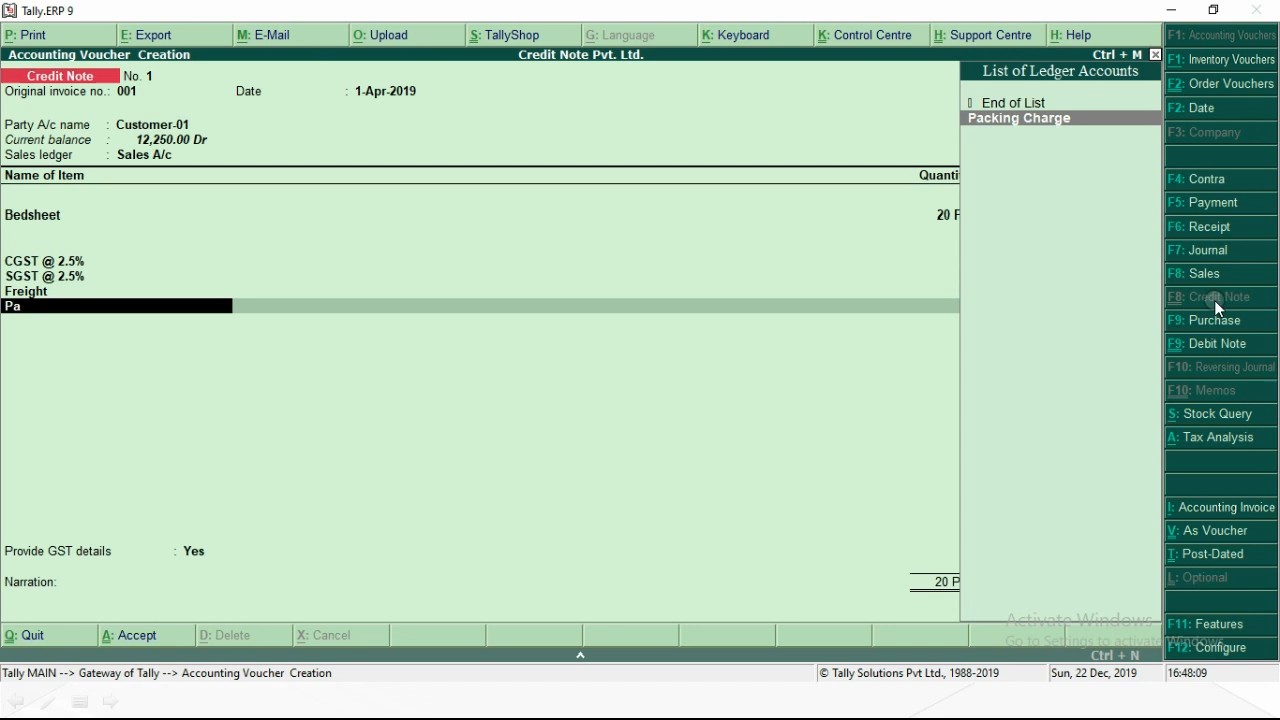 Tally.ERP 9
P: Print E: Export M: E-Mail O: Upload S: TallyShop G: Language K: Keyboard K: Control Centre H: Support Centre H: Help
Accounting Voucher Creation Credit Note Pvt. Ltd. Ctrl + M
Credit Note No. 1
Original invoice no.: 001 Date : 1-Apr-2019
Party A/c name : Customer-01
Current balance : 12,250.00 Dr
Sales ledger : Sales A/c
Name of Item Quanti
Bedsheet 20 P
CGST @ 2.5%
SGST @ 2.5%
Freight
Pa
Provide GST details : Yes
Narration: 20 P
List of Ledger Accounts
End of List
Packing Charge
F1: Accounting Vouchers
F1: Inventory Vouchers
F2: Order Vouchers
F2: Date
F3: Company
F4: Contra
F5: Payment
F6: Receipt
F7: Journal
F8: Sales
F8: Credit Note
F9: Purchase
F9: Debit Note
F10: Reversing Journal
F10: Memos
S: Stock Query
A: Tax Analysis
I: Accounting Invoice
V: As Voucher
T: Post-Dated
L: Optional
F11: Features
F12: Configure
Activate Windows
Go to Settings to activate Windows.
Q: Quit A: Accept D: Delete X: Cancel
Ctrl + N
Tally MAIN --> Gateway of Tally --> Accounting Voucher Creation © Tally Solutions Pvt Ltd., 1988-2019 Sun, 22 Dec, 2019 16:48:09